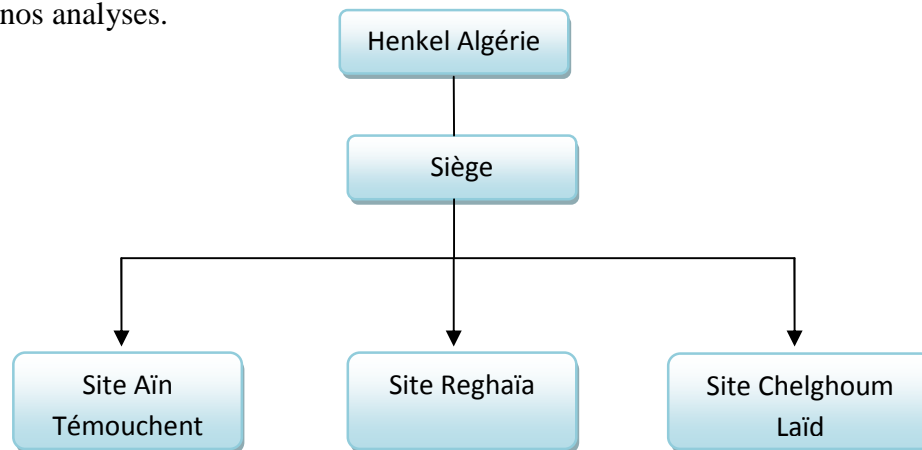 nos analyses.
Henkel Algérie
Siège
Site Aïn
Témouchent
Site Reghaïa
Site Chelghoum
Laïd